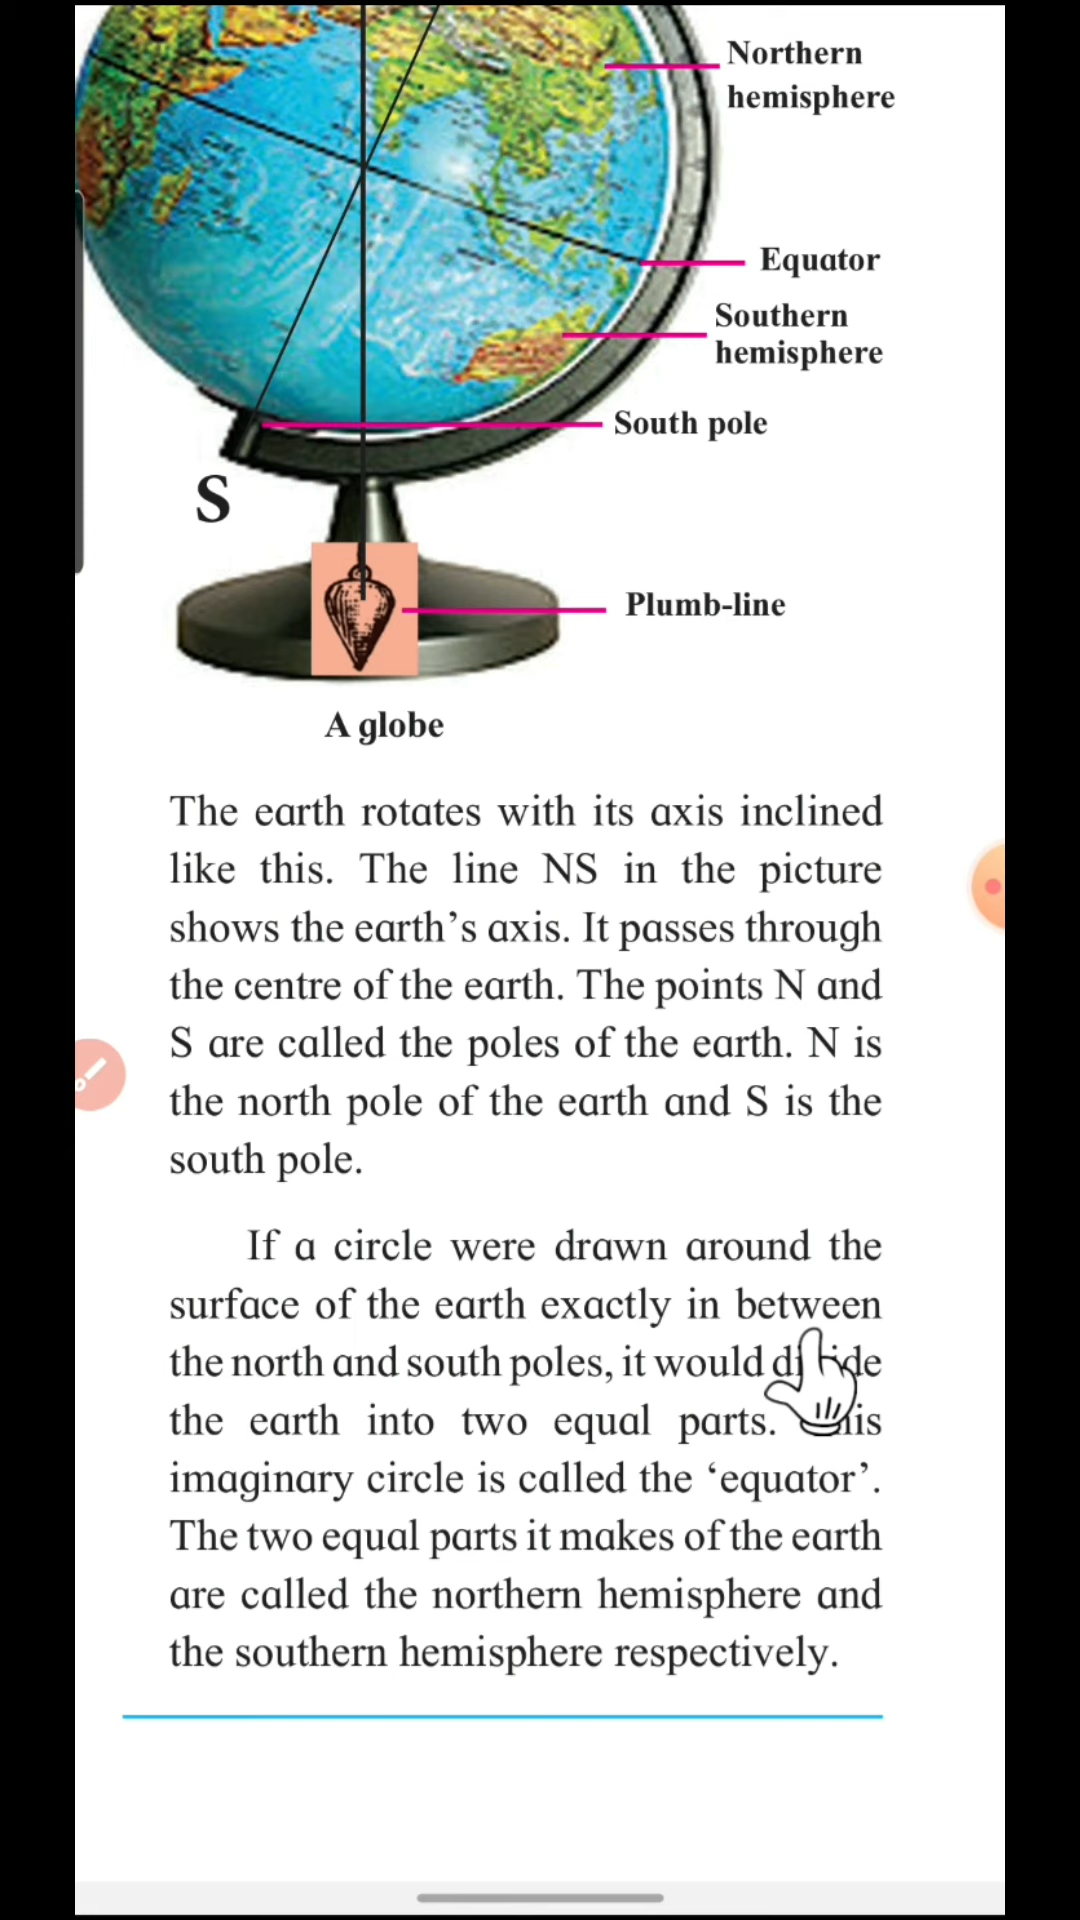 Northern
hemisphere
Equator
Southern
hemisphere
South pole
S
Plumb-line
A globe
The earth rotates with its axis inclined
like this. The line NS in the picture
shows the earth’s axis. It passes through
the centre of the earth. The points N and
S are called the poles of the earth. N is
the north pole of the earth and S is the
south pole.
If a circle were drawn around the
surface of the earth exactly in between
the north and south poles, it would
the earth into two equal parts.
imaginary circle is called the ‘equator’.
The two equal parts it makes of the earth
are called the northern hemisphere and
the southern hemisphere respectively.